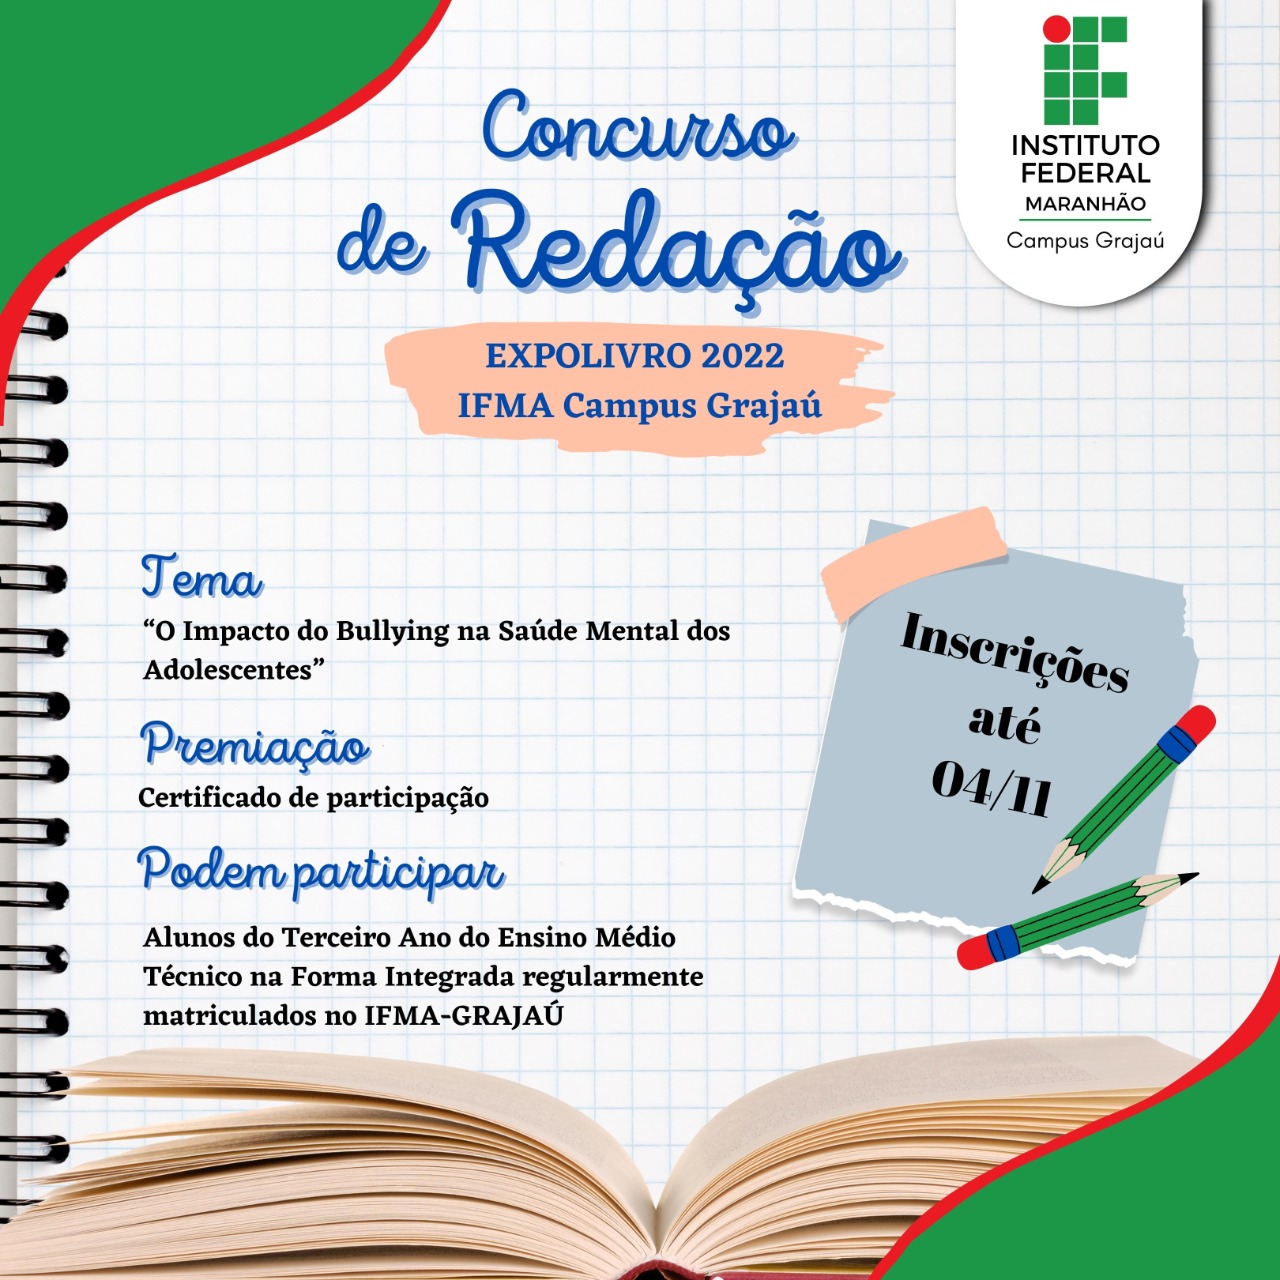 Concurso
de Redação
INSTITUTO
FEDERAL
MARANHÃO
Campus Grajaú
EXPOLIVRO 2022
IFMA Campus Grajaú
Tema
“O Impacto do Bullying na Saúde Mental dos
Adolescentes”
Premiação
Certificado de participação
Podem participar
Alunos do Terceiro Ano do Ensino Médio
Técnico na Forma Integrada regularmente
matriculados no IFMA-GRAJAÚ
Inscrições
até
04/11